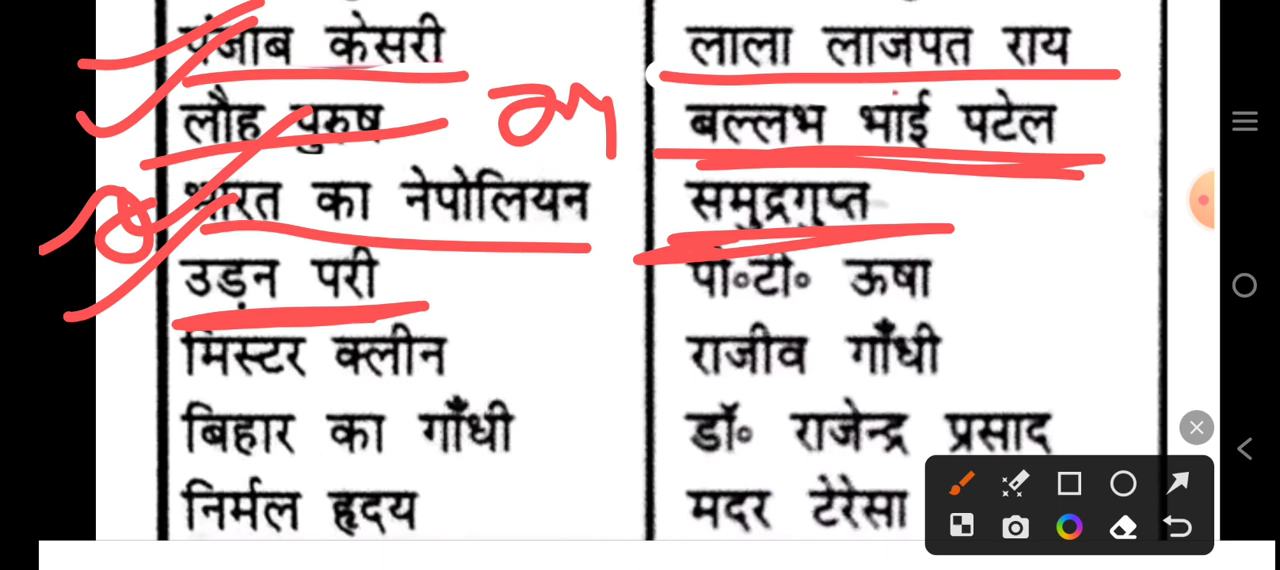 पंजाब केसरी लाला लाजपत राय
लौह पुरुष बल्लभ भाई पटेल
भारत का नेपोलियन समुद्रगुप्त
उड़न परी पी॰टी॰ ऊषा
मिस्टर क्लीन राजीव गाँधी
बिहार का गाँधी डॉ॰ राजेन्द्र प्रसाद
निर्मल हृदय मदर टेरेसा